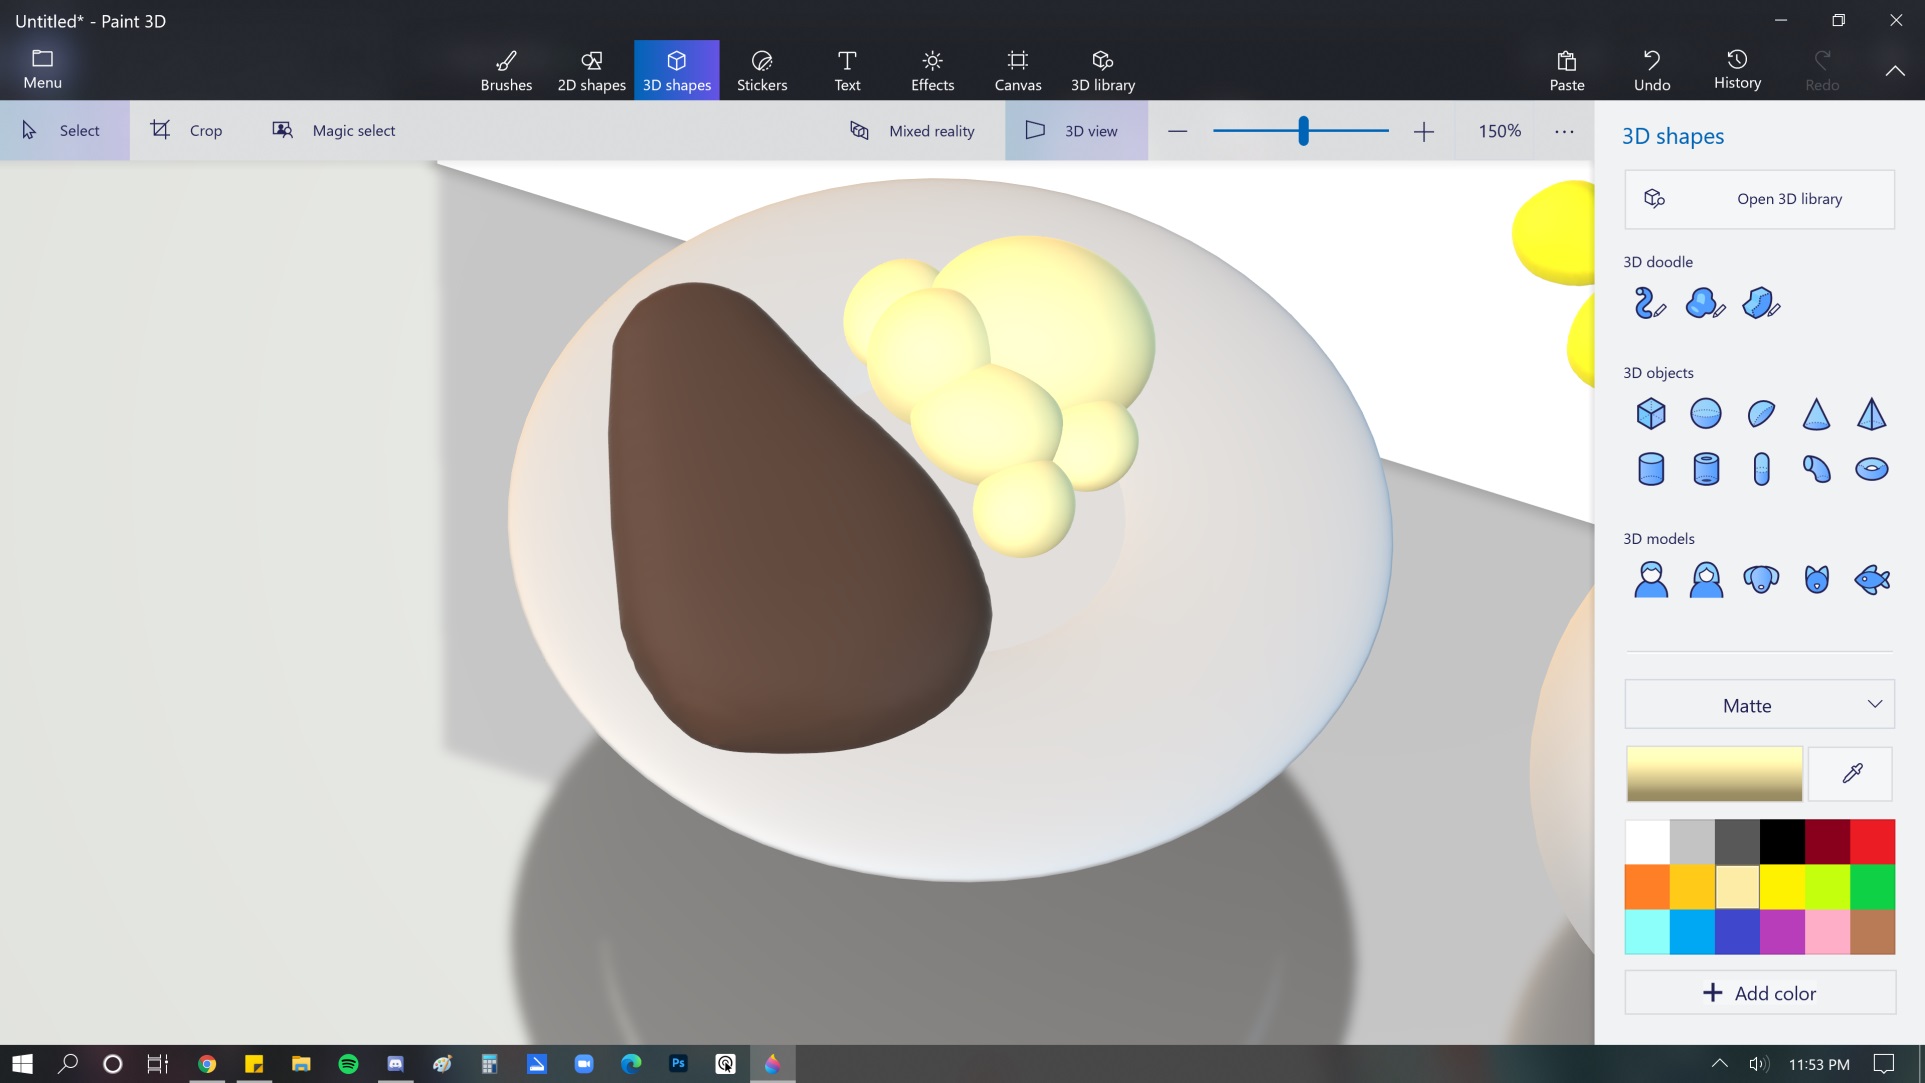 Untitled* - Paint 3D
Menu
Brushes
2D shapes
3D shapes
Stickers
Text
Effects
Canvas
3D library
Paste
Undo
History
Redo
Select
Crop
Magic select
Mixed reality
3D view
150%
3D shapes
Open 3D library
3D doodle
3D objects
3D models
Matte
Add color
Ps
11:53 PM